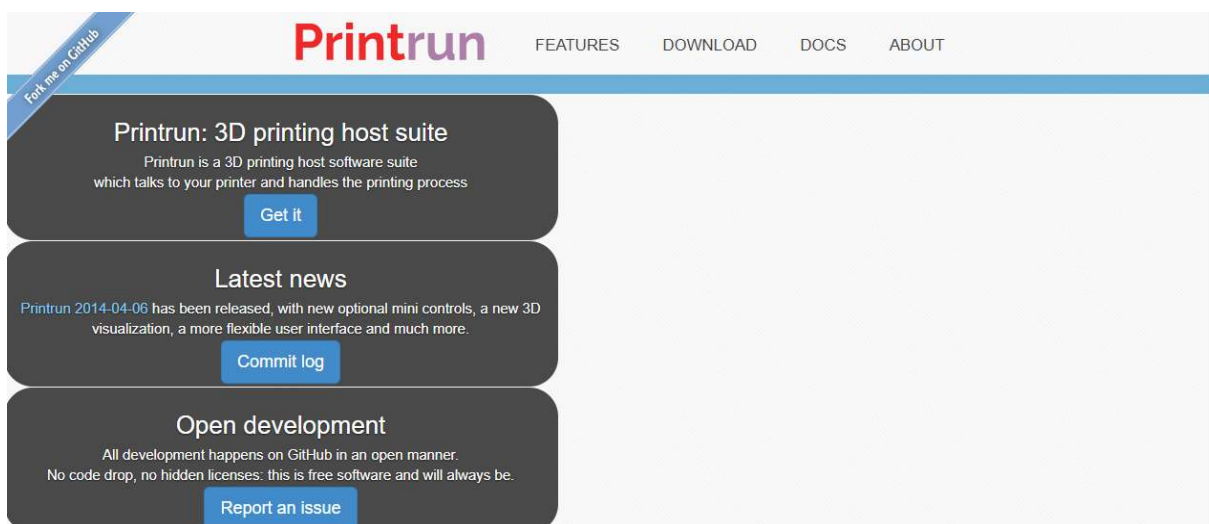 Fork me on GitHub
Printrun
FEATURES DOWNLOAD DOCS ABOUT
Printrun: 3D printing host suite
Printrun is a 3D printing host software suite
which talks to your printer and handles the printing process
Get it
Latest news
Printrun 2014-04-06 has been released, with new optional mini controls, a new 3D
visualization, a more flexible user interface and much more.
Commit log
Open development
All development happens on GitHub in an open manner.
No code drop, no hidden licenses: this is free software and will always be.
Report an issue